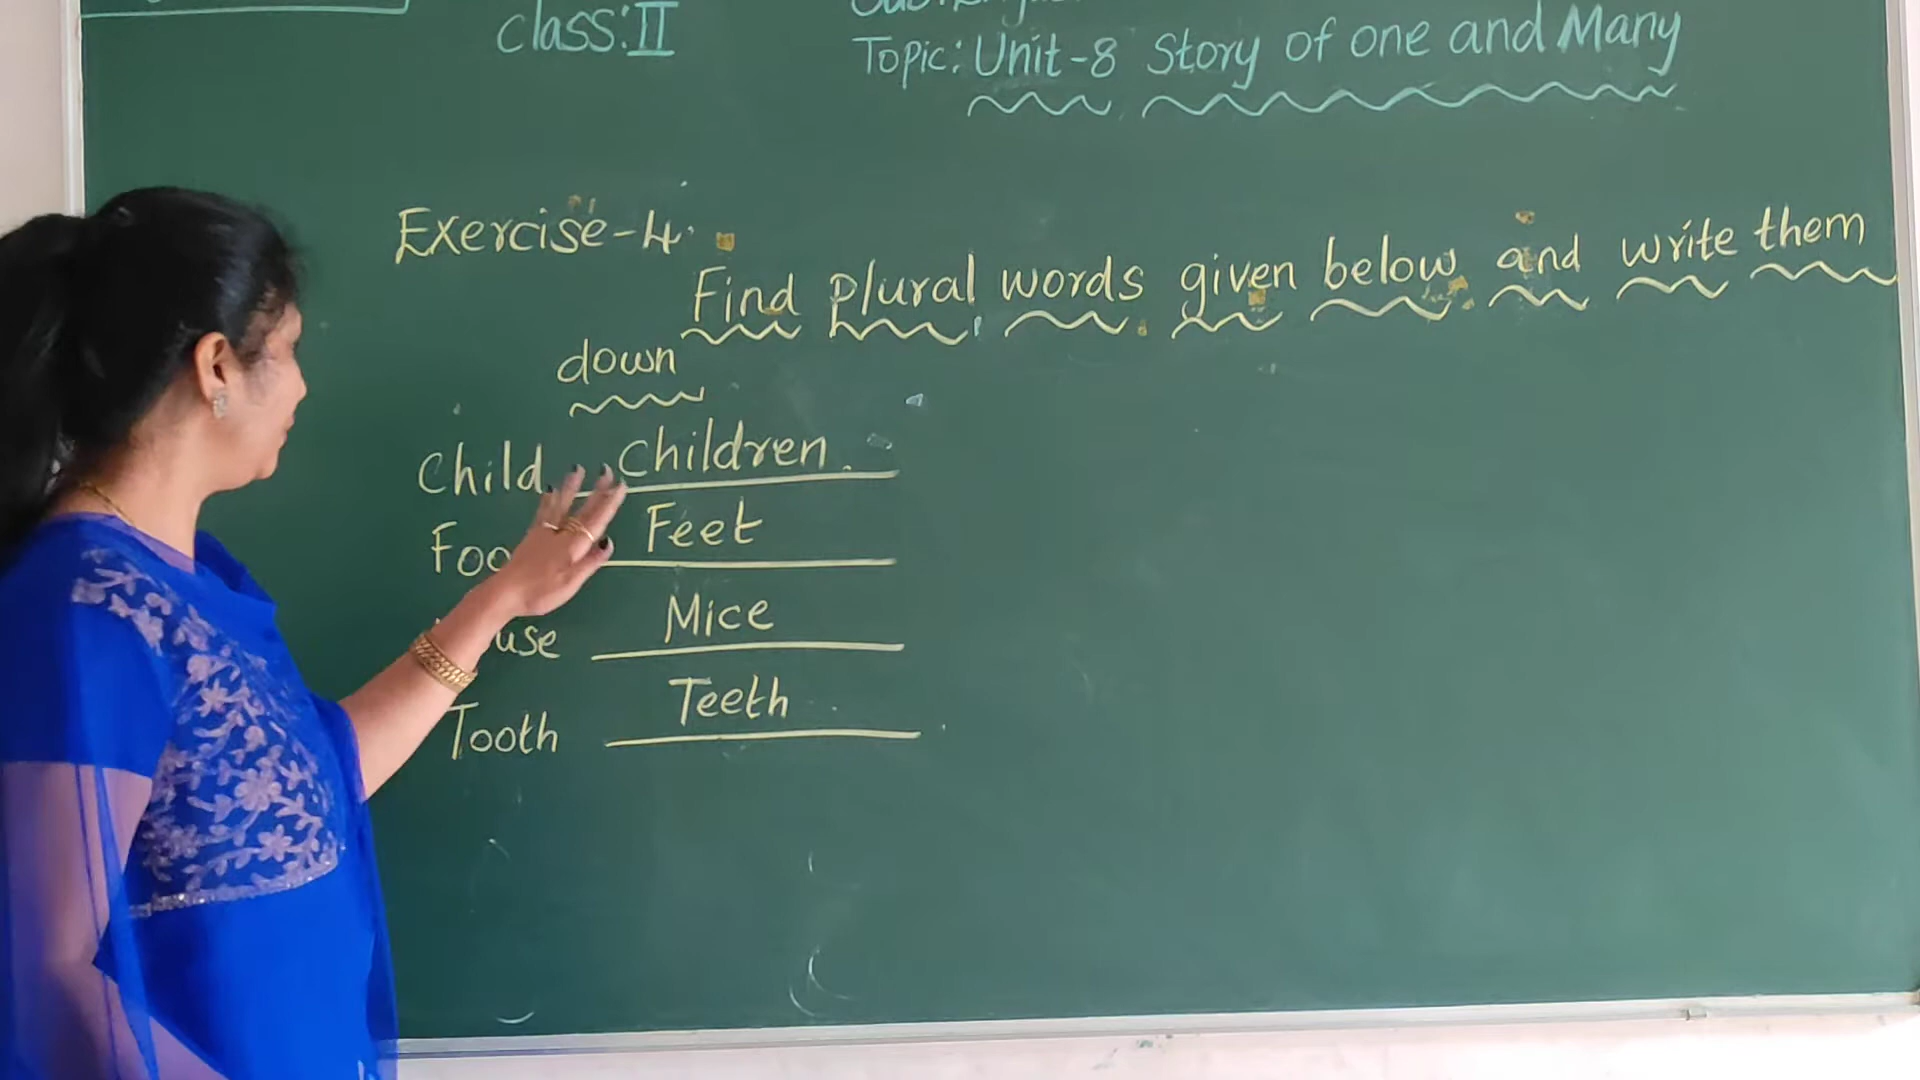 Class: II
Topic: Unit-8 Story of one and Many
Exercise-4.
Find plural words given below and write them
down
Child Children.
Foo Feet
use Mice
Tooth Teeth